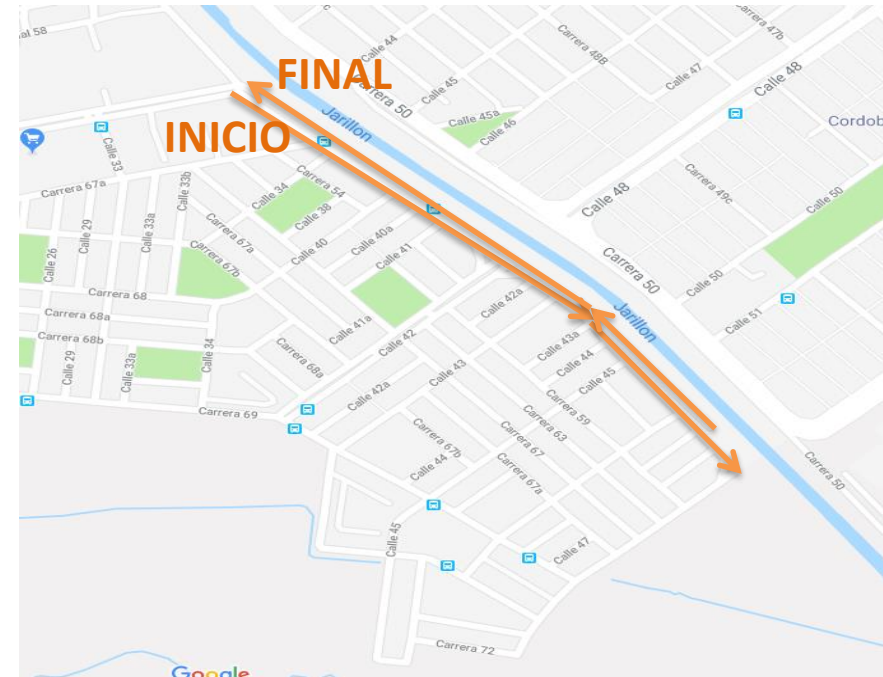 al 58
Calle 44
Carrera 48B
Carrera 47b
Calle 47
Calle 48
FINAL
Calle 45
Carrera 50
Calle 45a
Calle 46
Cordob
INICIO
Jarillon
Calle 33
Carrera 67a
Calle 33b
Calle 34
Carrera 54
Calle 38
Calle 48
Carrera 49c
Calle 50
Calle 26
Calle 29
Calle 33a
Carrera 67a
Carrera 67b
Calle 40
Calle 40a
Calle 41
Carrera 50
Calle 50
Calle 51
Carrera 68
Carrera 68a
Carrera 68b
Calle 29
Calle 33a
Calle 34
Calle 41a
Calle 42
Calle 42a
Jarillon
Calle 43a
Calle 44
Calle 45
Carrera 68a
Calle 42a
Calle 43
Carrera 69
Carrera 59
Carrera 63
Carrera 67
Carrera 67b
Carrera 67a
Calle 44
Carrera 50
Calle 45
Calle 47
Carrera 72
Google